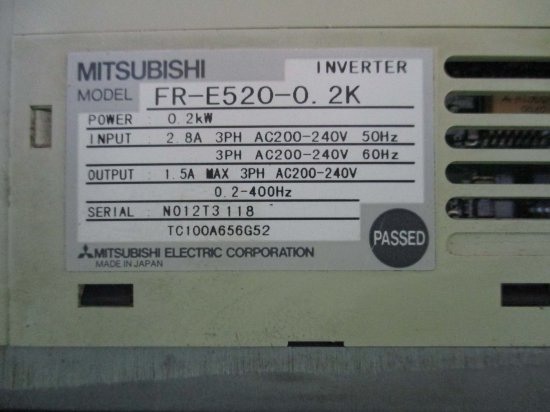 MITSUBISHI INVERTER
MODEL FR-E520-0.2K
POWER : 0.2kW
INPUT : 2.8A 3PH AC200-240V 50Hz
3PH AC200-240V 60Hz
OUTPUT : 1.5A MAX 3PH AC200-240V
0.2-400Hz
SERIAL : N012T3118
TC100A656G52
PASSED
MITSUBISHI ELECTRIC CORPORATION
MADE IN JAPAN